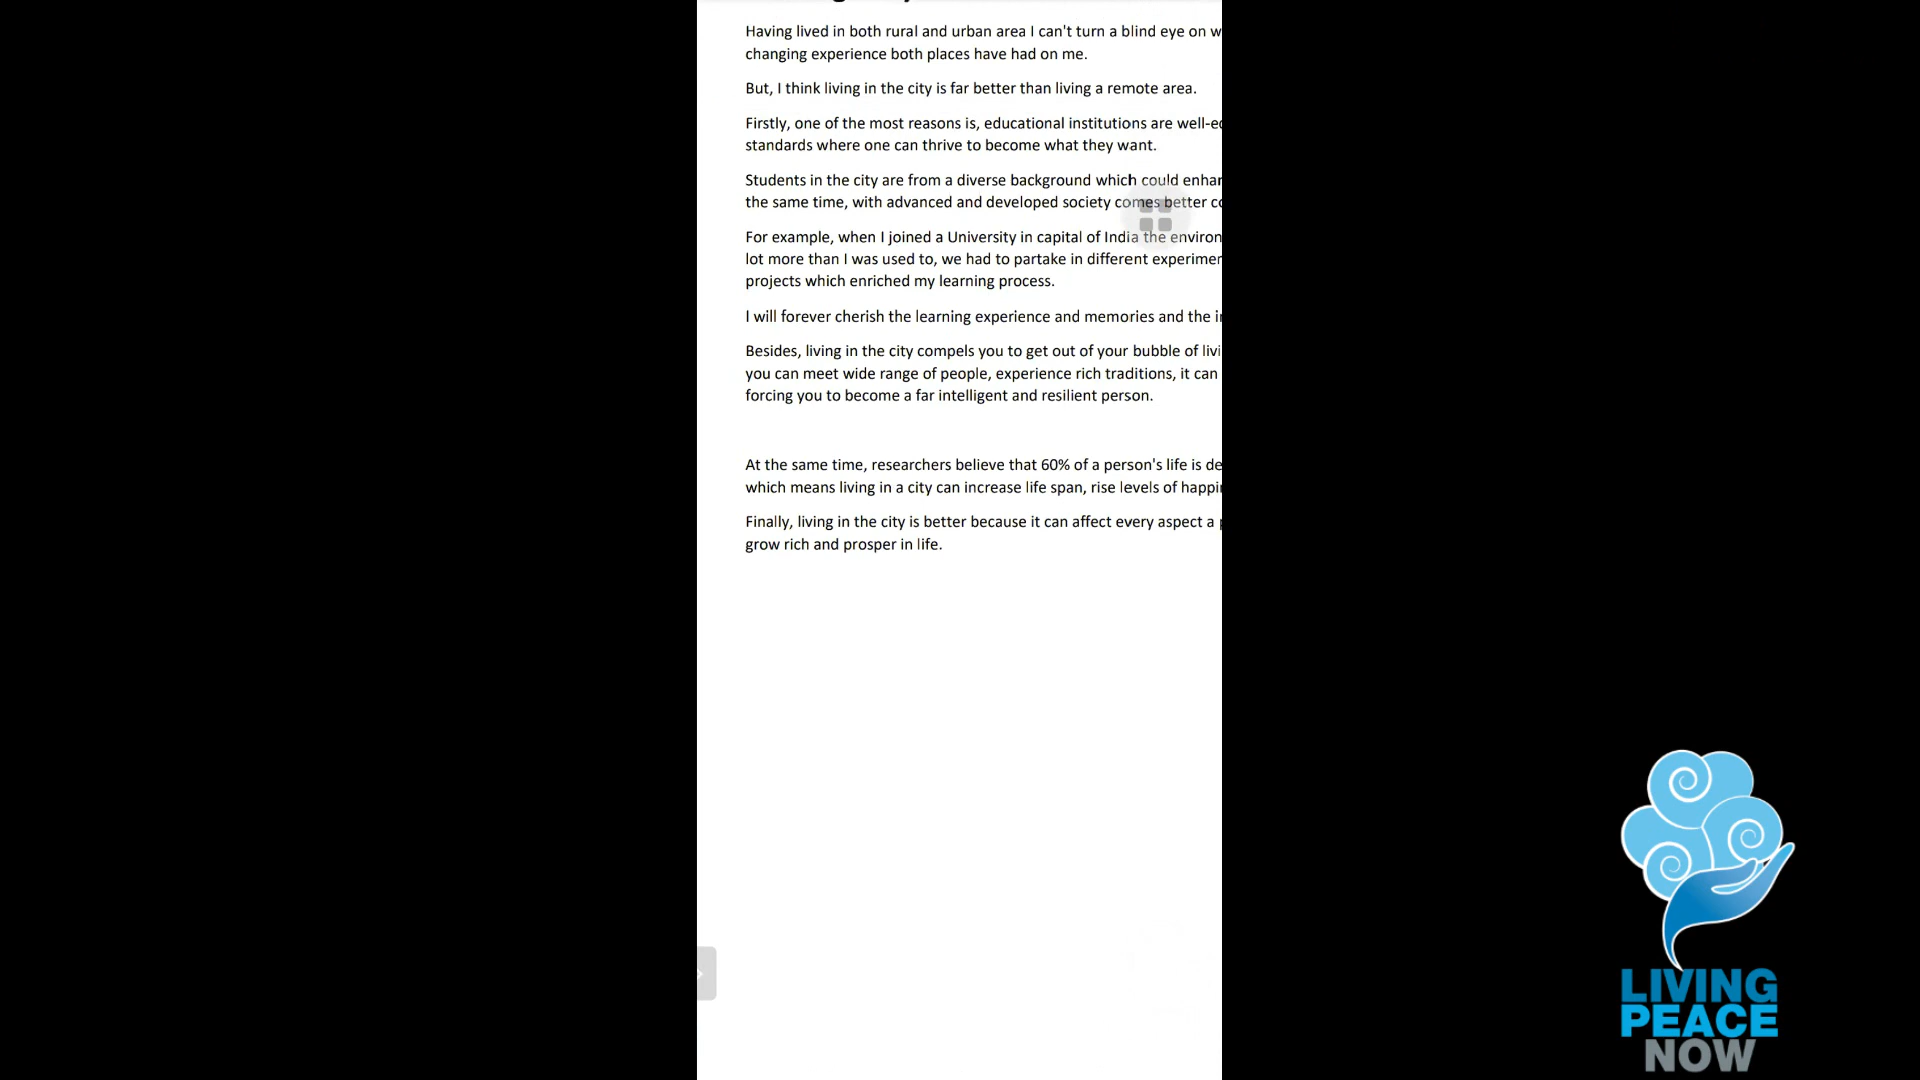 Having lived in both rural and urban area I can't turn a blind eye on
changing experience both places have had on me.
But, I think living in the city is far better than living a remote area.
Firstly, one of the most reasons is, educational institutions are
standards where one can thrive to become what they want.
Students in the city are from a diverse background which could
the same time, with advanced and developed society comes better
For example, when I joined a University in capital of India the
lot more than I was used to, we had to partake in different
projects which enriched my learning process.
I will forever cherish the learning experience and memories and the
Besides, living in the city compels you to get out of your bubble of
you can meet wide range of people, experience rich traditions, it can
forcing you to become a far intelligent and resilient person.
At the same time, researchers believe that 60% of a person's life is
which means living in a city can increase life span, rise levels of
Finally, living in the city is better because it can affect every aspect a
grow rich and prosper in life.
LIVING
PEACE
NOW